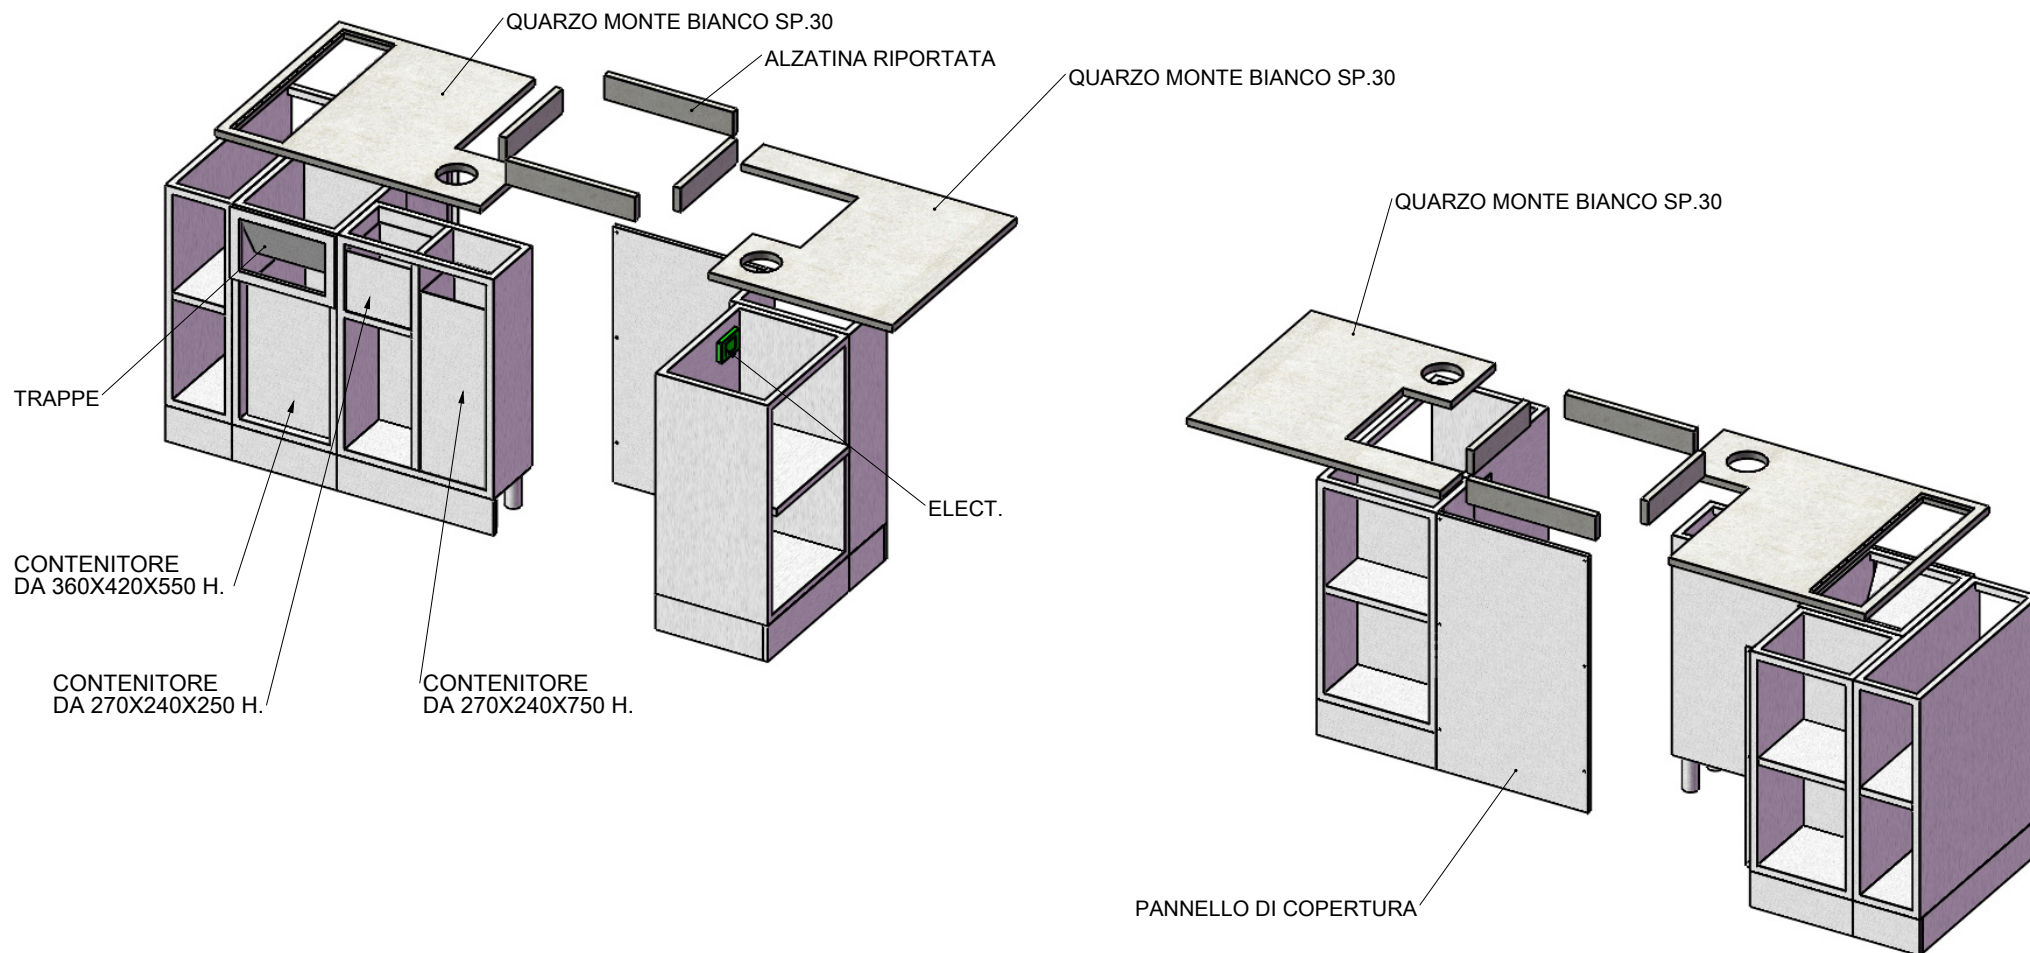 QUARZO MONTE BIANCO SP.30
ALZATINA RIPORTATA
QUARZO MONTE BIANCO SP.30
QUARZO MONTE BIANCO SP.30
TRAPPE
ELECT.
CONTENITORE
DA 360X420X550 H.
CONTENITORE
DA 270X240X250 H.
CONTENITORE
DA 270X240X750 H.
PANNELLO DI COPERTURA